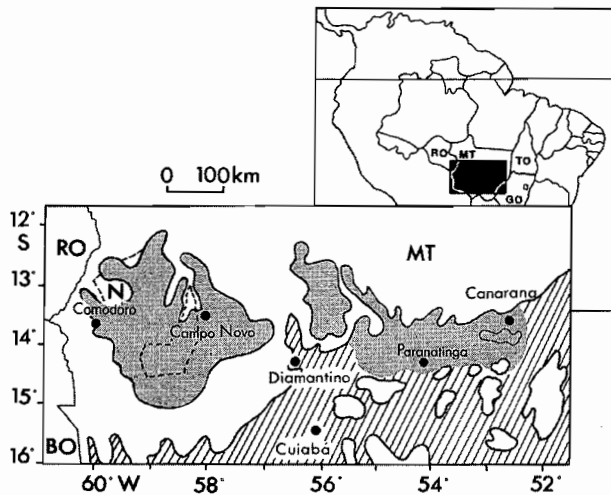 RO
MT
TO
GO
0 100km
12°
S
13°
14°
15°
16°
RO
MT
N
Comodoro
Campo Novo
Canarana
Paranatinga
Diamantino
Cuiabá
BO
60°W
58°
56°
54°
52°